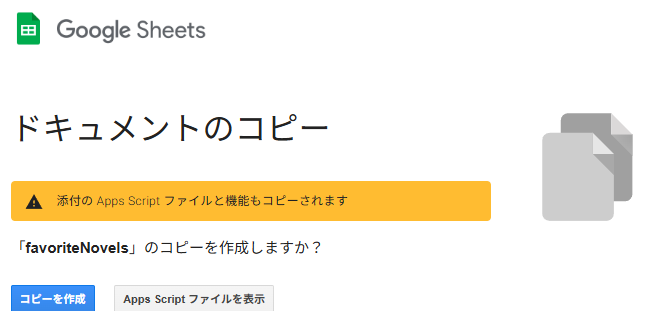 Google Sheets
ドキュメントのコピー
添付の Apps Script ファイルと機能もコピーされます
「favoriteNovels」のコピーを作成しますか？
コピーを作成
Apps Script ファイルを表示